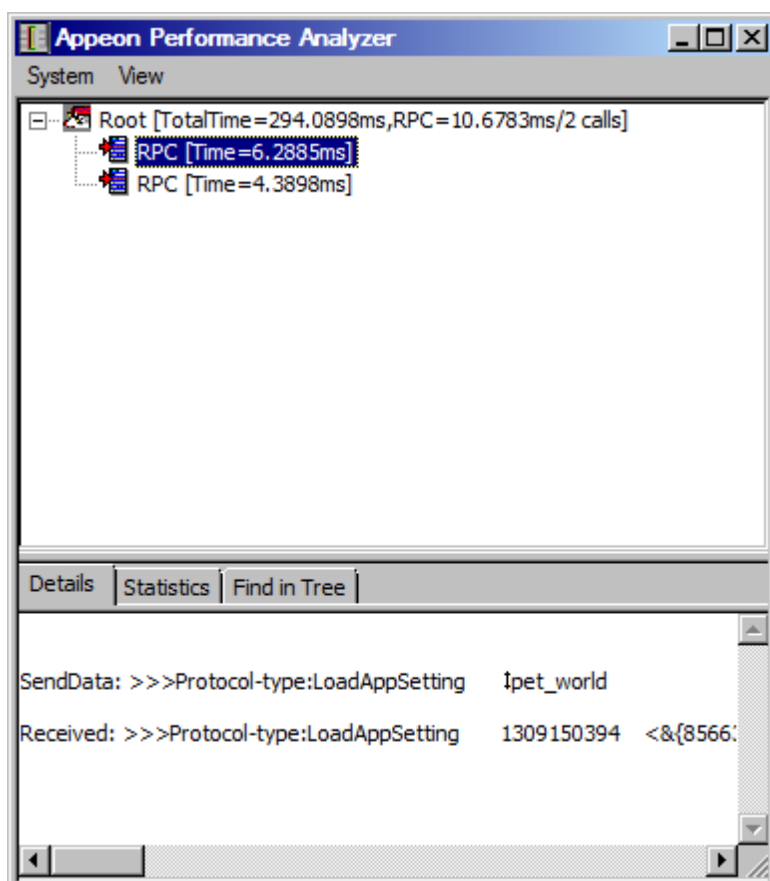 Appeon Performance Analyzer
System View
Root [TotalTime=294.0898ms,RPC=10.6783ms/2 calls]
RPC [Time=6.2885ms]
RPC [Time=4.3898ms]
Details Statistics Find in Tree
SendData: >>>Protocol-type:LoadAppSetting ↕pet_world
Received: >>>Protocol-type:LoadAppSetting 1309150394 <&{8566